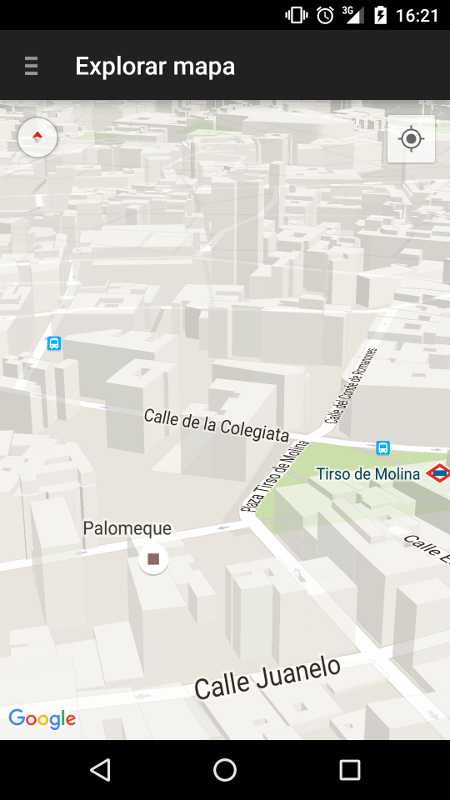 3G
16:21
Explorar mapa
Calle del Conde de Romanones
Calle de la Colegiata
Plaza Tirso de Molina
Tirso de Molina
Palomeque
Calle E
Calle Juanelo
Google